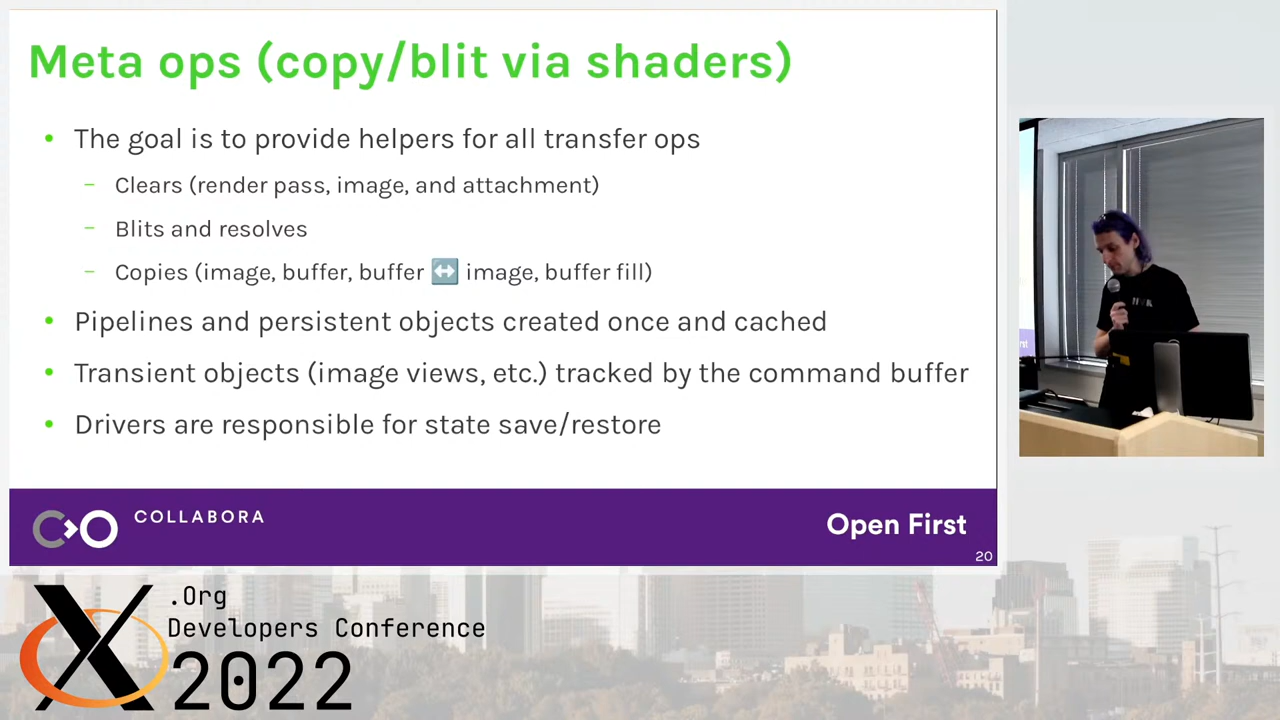 Meta ops (copy/blit via shaders)
• The goal is to provide helpers for all transfer ops
– Clears (render pass, image, and attachment)
– Blits and resolves
– Copies (image, buffer, buffer ↔️ image, buffer fill)
• Pipelines and persistent objects created once and cached
• Transient objects (image views, etc.) tracked by the command buffer
• Drivers are responsible for state save/restore
COLLABORA
Open First
20
X.Org
Developers Conference
2022